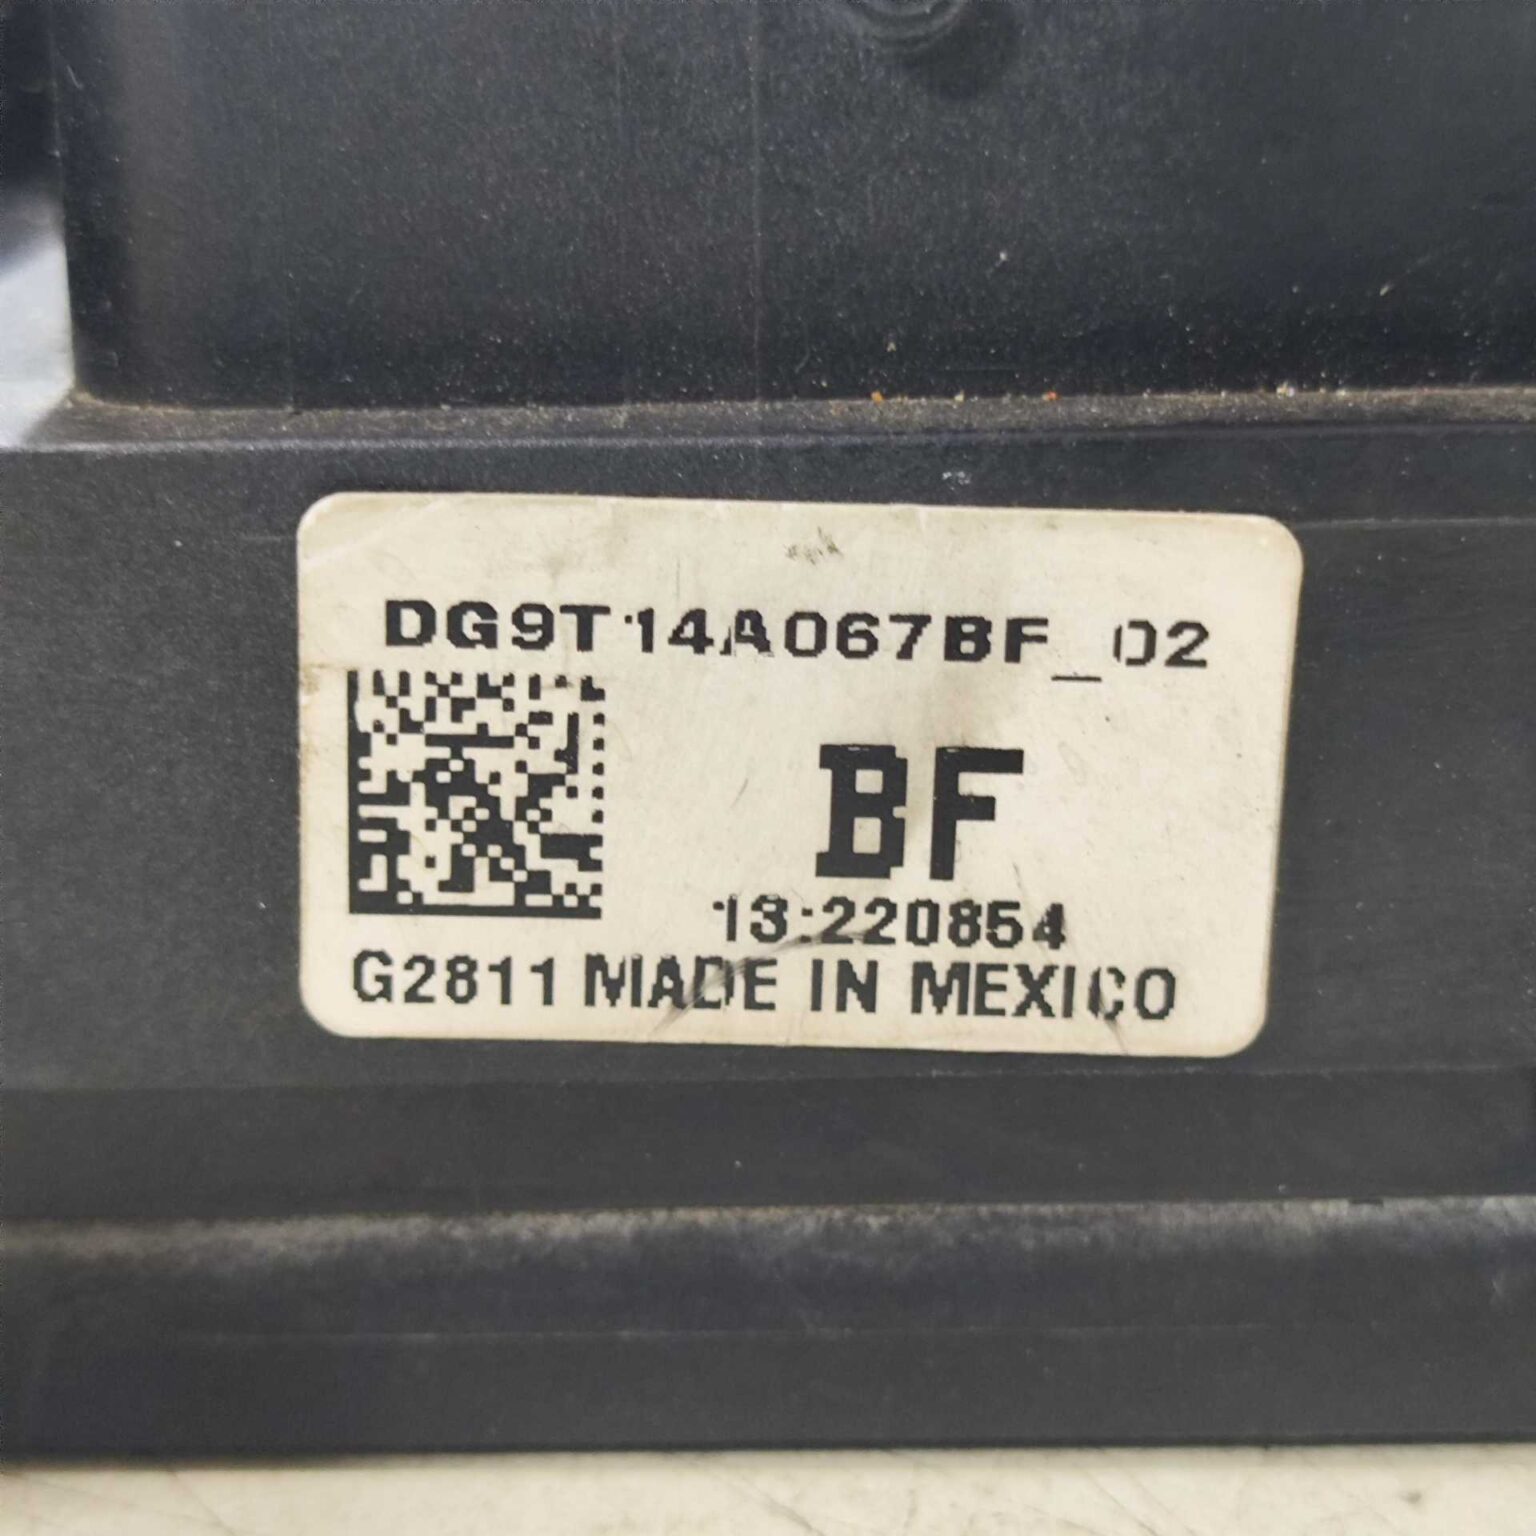 DG9T14A067BF_02
BF
13:220854
G2811 MADE IN MEXICO